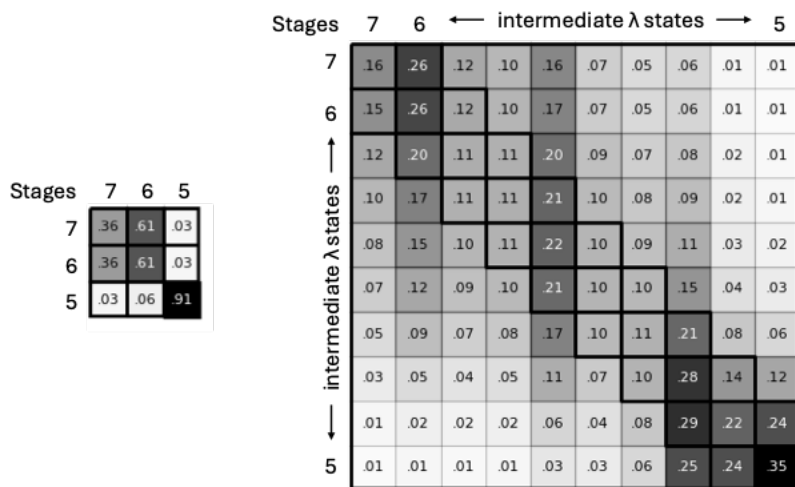 Stages 7 6 ← intermediate λ states → 5
7 .16 .26 .12 .10 .16 .07 .05 .06 .01 .01
6 .15 .26 .12 .10 .17 .07 .05 .06 .01 .01
.12 .20 .11 .11 .20 .09 .07 .08 .02 .01
.10 .17 .11 .11 .21 .10 .08 .09 .02 .01
.08 .15 .10 .11 .22 .10 .09 .11 .03 .02
.07 .12 .09 .10 .21 .10 .10 .15 .04 .03
.05 .09 .07 .08 .17 .10 .11 .21 .08 .06
.03 .05 .04 .05 .11 .07 .10 .28 .14 .12
.01 .02 .02 .02 .06 .04 .08 .29 .22 .24
5 .01 .01 .01 .01 .03 .03 .06 .25 .24 .35
← intermediate λ states →
Stages 7 6 5
7 .36 .61 .03
6 .36 .61 .03
5 .03 .06 .91